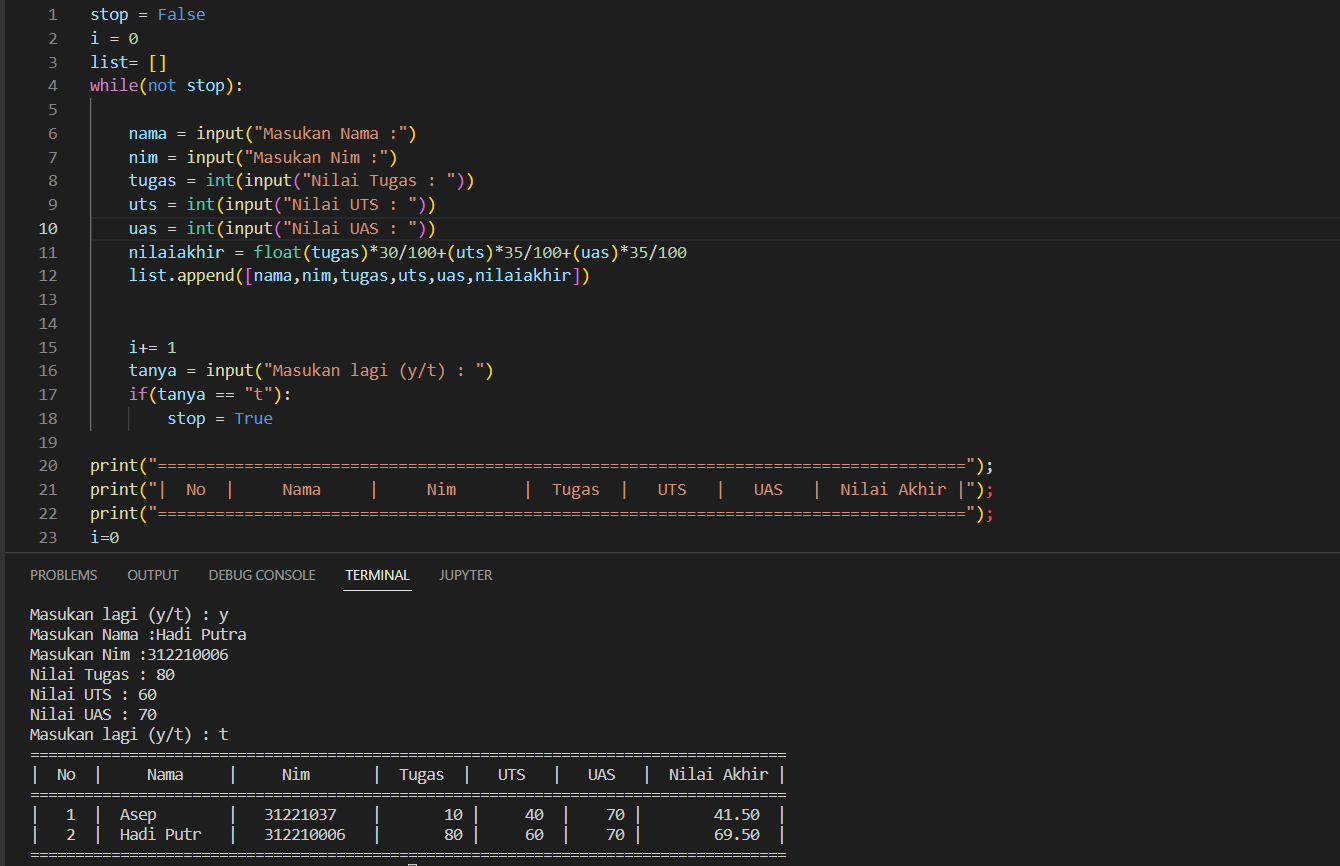 1 stop = False
2 i = 0
3 list= []
4 while(not stop):
5
6 nama = input("Masukan Nama :")
7 nim = input("Masukan Nim :")
8 tugas = int(input("Nilai Tugas : "))
9 uts = int(input("Nilai UTS : "))
10 uas = int(input("Nilai UAS : "))
11 nilaiakhir = float(tugas)*30/100+(uts)*35/100+(uas)*35/100
12 list.append([nama,nim,tugas,uts,uas,nilaiakhir])
13
14
15 i+= 1
16 tanya = input("Masukan lagi (y/t) : ")
17 if(tanya == "t"):
18 stop = True
19
20 print("====================================================================================");
21 print("|  No  |     Nama     |     Nim       |  Tugas  |   UTS   |   UAS   |  Nilai Akhir |");
22 print("====================================================================================");
23 i=0
PROBLEMS OUTPUT DEBUG CONSOLE TERMINAL JUPYTER
Masukan lagi (y/t) : y
Masukan Nama :Hadi Putra
Masukan Nim :312210006
Nilai Tugas : 80
Nilai UTS : 60
Nilai UAS : 70
Masukan lagi (y/t) : t
====================================================================================
|  No  |     Nama     |     Nim       |  Tugas  |   UTS   |   UAS   |  Nilai Akhir |
====================================================================================
|   1  |  Asep        |   31221037    |       10 |     40  |    70 |        41.50  |
|   2  |  Hadi Putr   |   312210006   |       80 |     60  |    70 |        69.50  |
====================================================================================